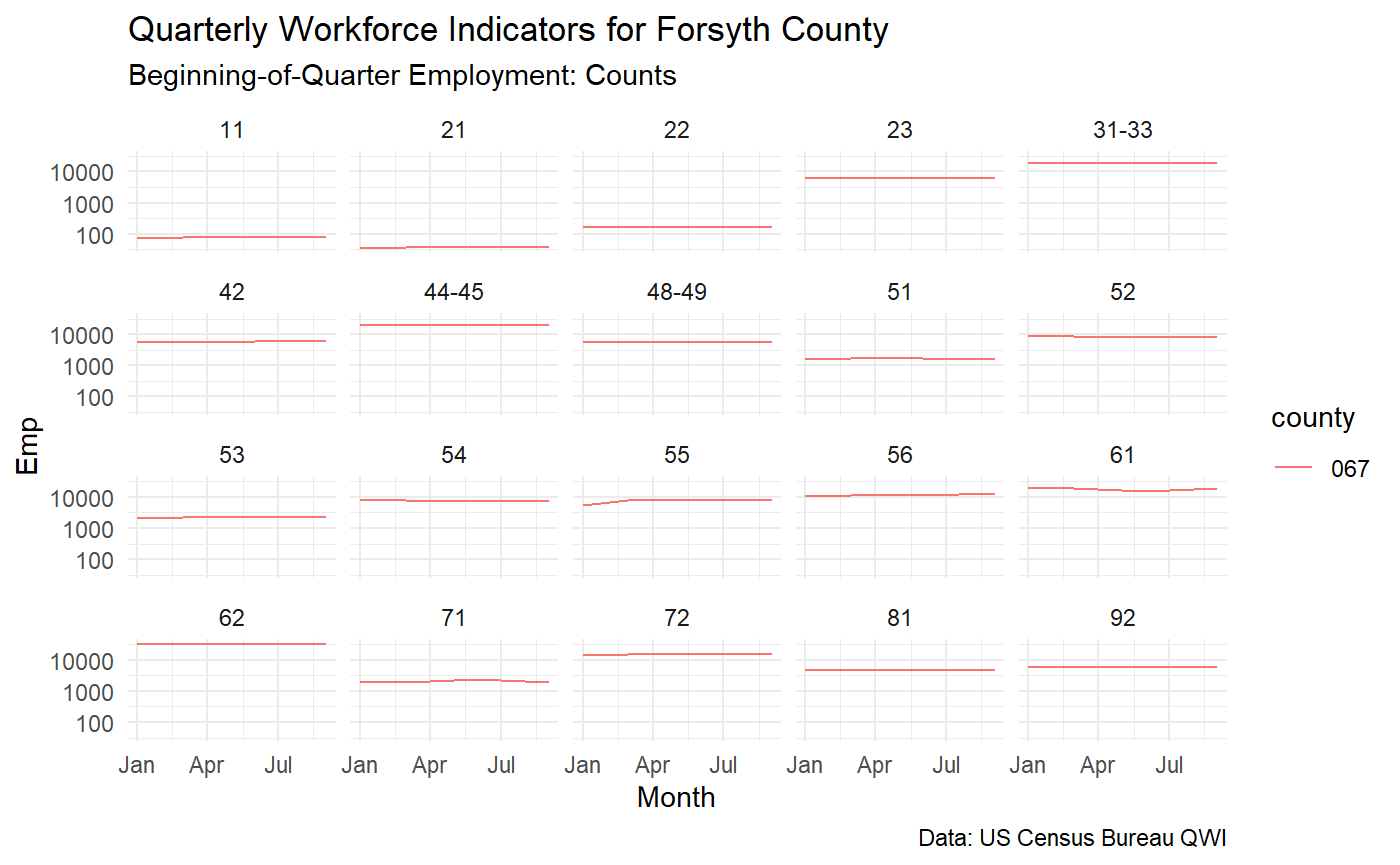 Quarterly Workforce Indicators for Forsyth County
Beginning-of-Quarter Employment: Counts
11 21 22 23 31-33
10000
1000
100
42 44-45 48-49 51 52
10000
1000
100
53 54 55 56 61
10000
1000
100
62 71 72 81 92
10000
1000
100
Emp
Jan Apr Jul Jan Apr Jul Jan Apr Jul Jan Apr Jul Jan Apr Jul
Month
county
067
Data: US Census Bureau QWI